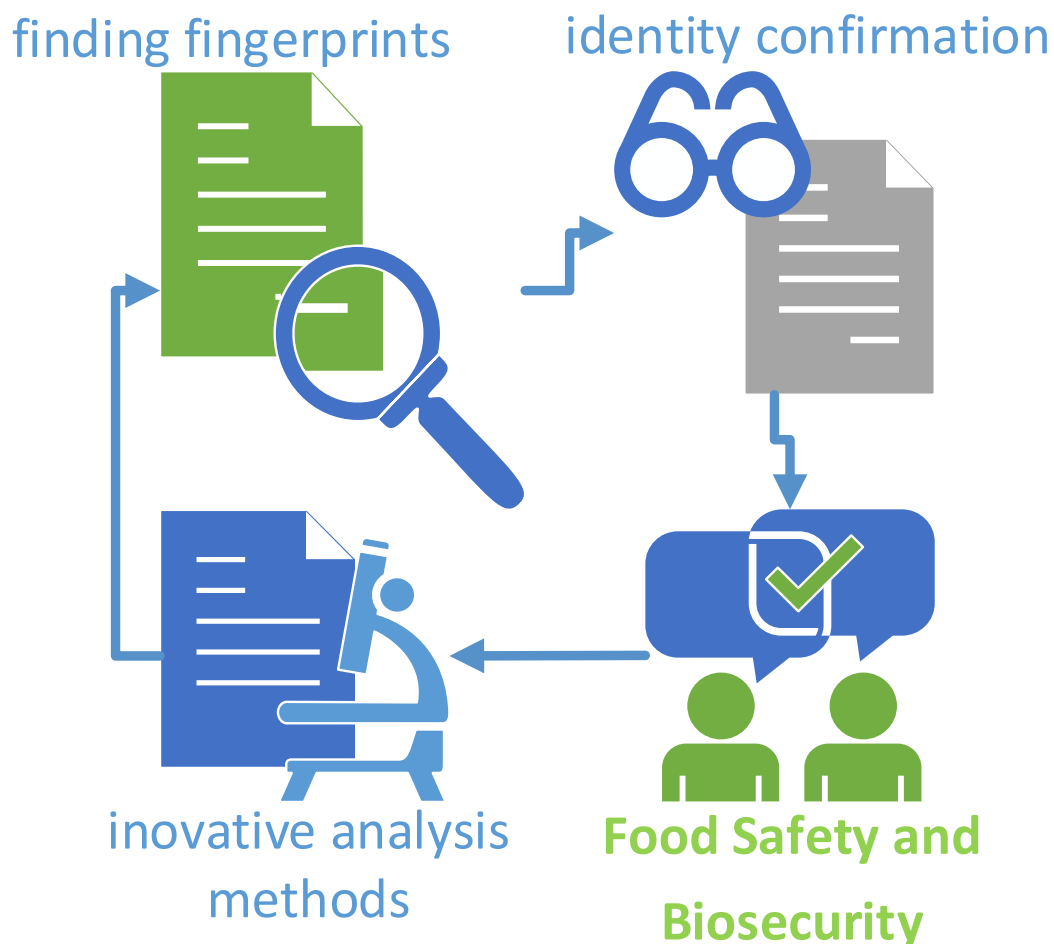 finding fingerprints
identity confirmation
inovative analysis
methods
Food Safety and
Biosecurity